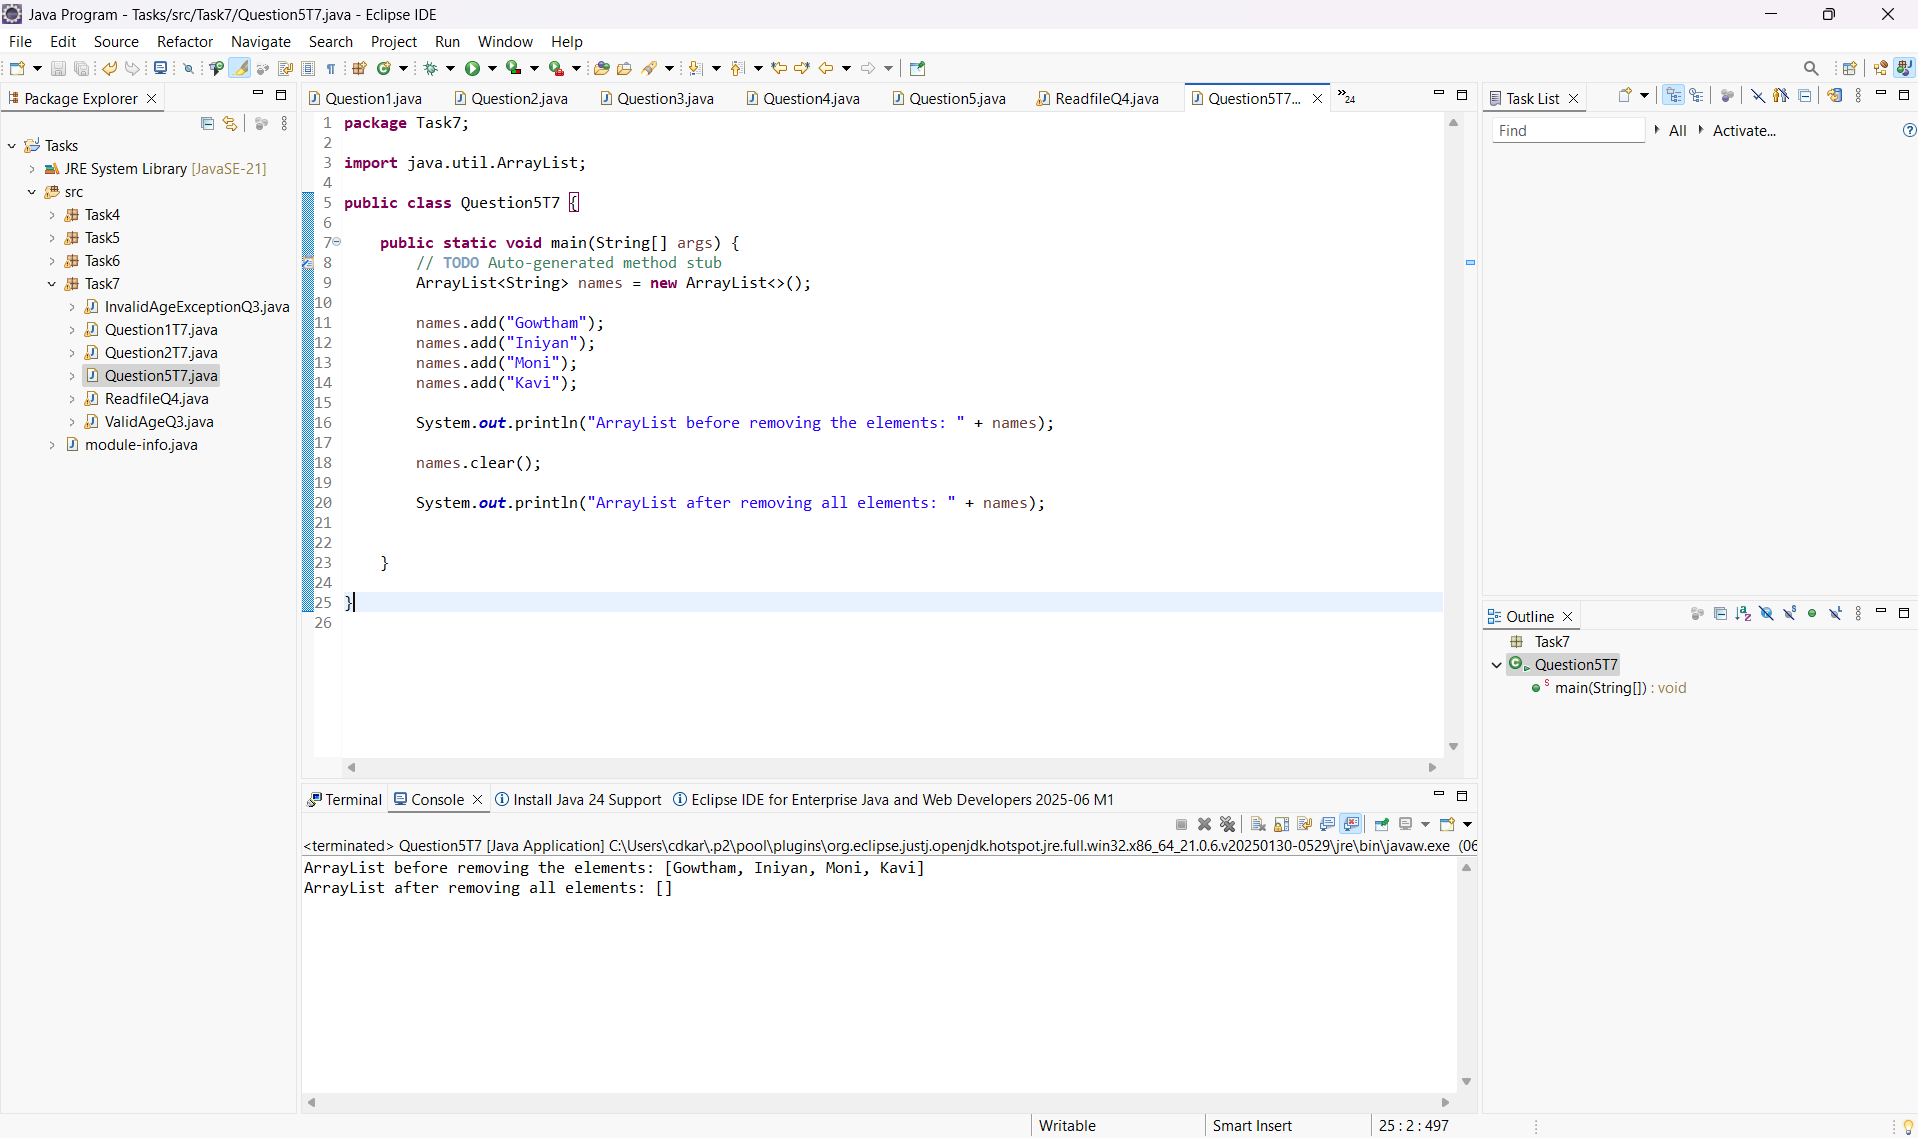 Java Program - Tasks/src/Task7/Question5T7.java - Eclipse IDE
File Edit Source Refactor Navigate Search Project Run Window Help
Package Explorer
Tasks
JRE System Library [JavaSE-21]
src
Task4
Task5
Task6
Task7
InvalidAgeExceptionQ3.java
Question1T7.java
Question2T7.java
Question5T7.java
ReadfileQ4.java
ValidAgeQ3.java
module-info.java
Question1.java Question2.java Question3.java Question4.java Question5.java ReadfileQ4.java Question5T7... »24
1 package Task7;
2
3 import java.util.ArrayList;
4
5 public class Question5T7 {
6
7 public static void main(String[] args) {
8 // TODO Auto-generated method stub
9 ArrayList<String> names = new ArrayList<>();
10
11 names.add("Gowtham");
12 names.add("Iniyan");
13 names.add("Moni");
14 names.add("Kavi");
15
16 System.out.println("ArrayList before removing the elements: " + names);
17
18 names.clear();
19
20 System.out.println("ArrayList after removing all elements: " + names);
21
22
23 }
24
25 }
26
Terminal Console Install Java 24 Support Eclipse IDE for Enterprise Java and Web Developers 2025-06 M1
<terminated> Question5T7 [Java Application] C:\Users\cdkar\.p2\pool\plugins\org.eclipse.justj.openjdk.hotspot.jre.full.win32.x86_64_21.0.6.v20250130-0529\jre\bin\javaw.exe (06
ArrayList before removing the elements: [Gowtham, Iniyan, Moni, Kavi]
ArrayList after removing all elements: []
Task List
Find All Activate...
Outline
Task7
Question5T7
main(String[]) : void
Writable Smart Insert 25 : 2 : 497